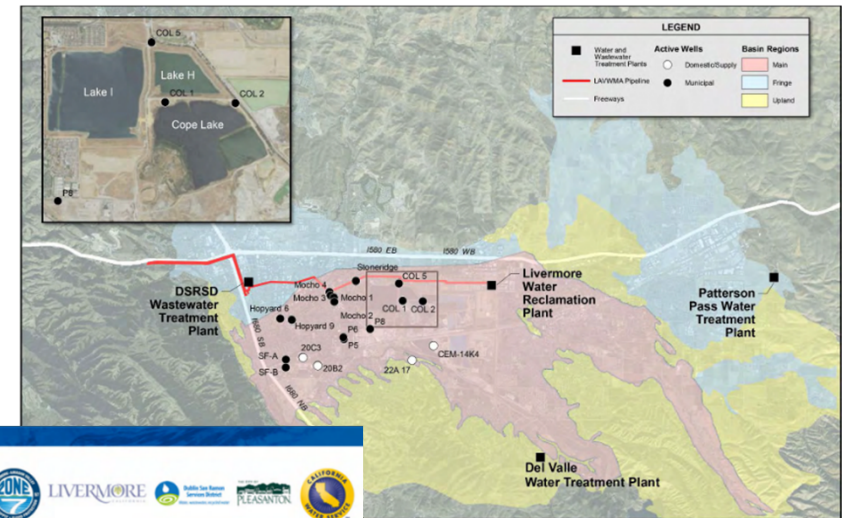 COL 5
Lake H
Lake I
COL 1
COL 2
Cope Lake
P8
LEGEND
Water and
Wastewater
Treatment Plants
LAVWMA Pipeline
Freeways
Active Wells
Domestic/Supply
Municipal
Basin Regions
Main
Fringe
Upland
I580 EB
I580 WB
DSRSD
Wastewater
Treatment
Plant
Stoneridge
COL 5
Mocho 4
Mocho 3
Mocho 1
Mocho 2
COL 1
COL 2
Livermore
Water
Reclamation
Plant
Patterson
Pass Water
Treatment
Plant
Hopyard 6
Hopyard 9
P8
P6
P5
I680 SB
20C3
SF-A
SF-B
20B2
22A 17
CEM-14K4
Del Valle
Water Treatment Plant
ZONE
7
LIVERMORE
CALIFORNIA
Dublin San Ramon
Services District
PLEASANTON
CALIFORNIA
WATER SERVICE